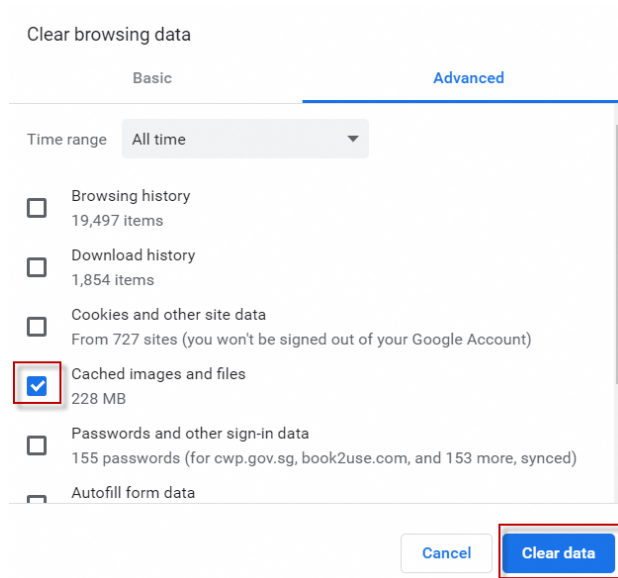 Clear browsing data
Basic Advanced
Time range All time
Browsing history
19,497 items
Download history
1,854 items
Cookies and other site data
From 727 sites (you won't be signed out of your Google Account)
Cached images and files
228 MB
Passwords and other sign-in data
155 passwords (for cwp.gov.sg, book2use.com, and 153 more, synced)
Autofill form data
Cancel Clear data